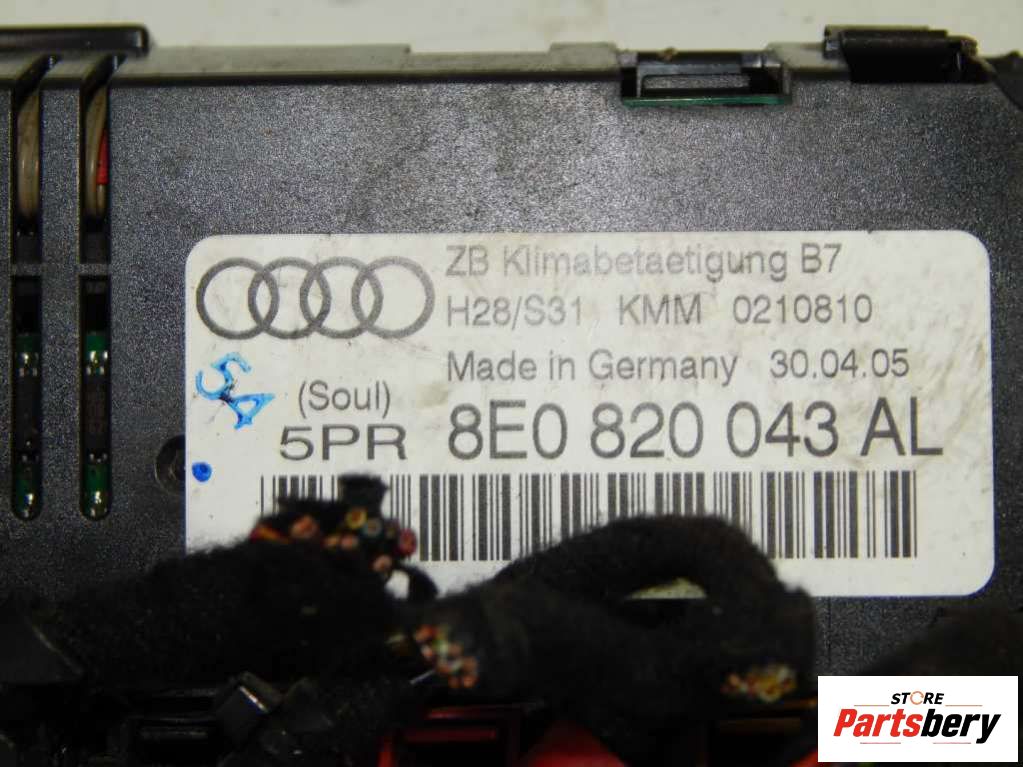 ZB Klimabetaetigung B7
H28/S31 KMM 0210810
Made in Germany 30.04.05
54
(Soul)
5PR 8E0 820 043 AL
STORE
Partsbery